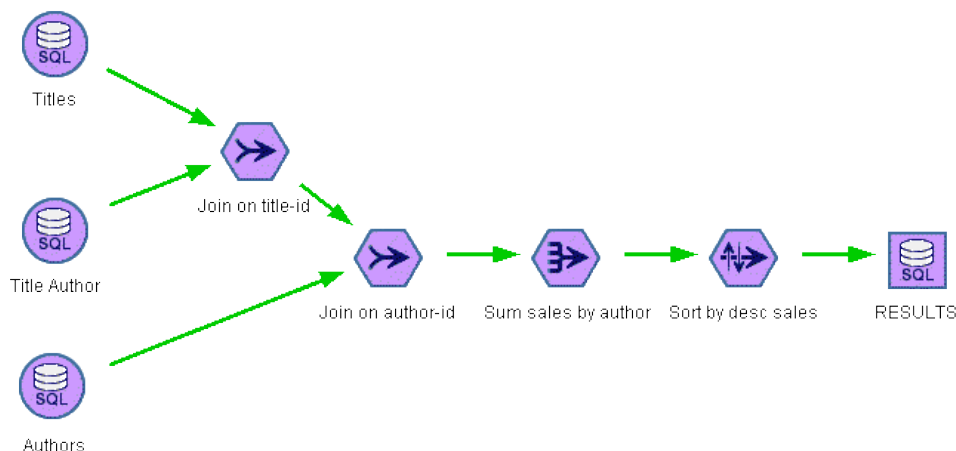 SQL
Titles
Join on title-id
SQL
Title Author
Join on author-id
Sum sales by author
Sort by desc sales
SQL
RESULTS
SQL
Authors